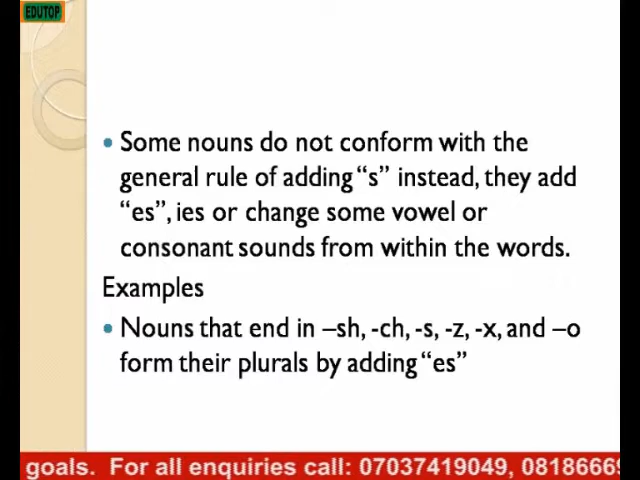 EDUTOP
• Some nouns do not conform with the
general rule of adding “s” instead, they add
“es”, ies or change some vowel or
consonant sounds from within the words.
Examples
• Nouns that end in –sh, -ch, -s, -z, -x, and –o
form their plurals by adding “es”
goals. For all enquiries call: 07037419049, 08186669